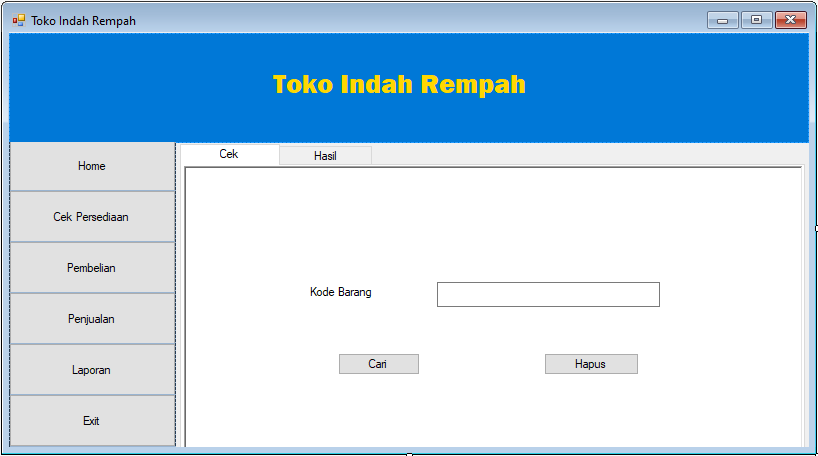 Toko Indah Rempah
Toko Indah Rempah
Home
Cek Persediaan
Pembelian
Penjualan
Laporan
Exit
Cek
Hasil
Kode Barang
Cari
Hapus